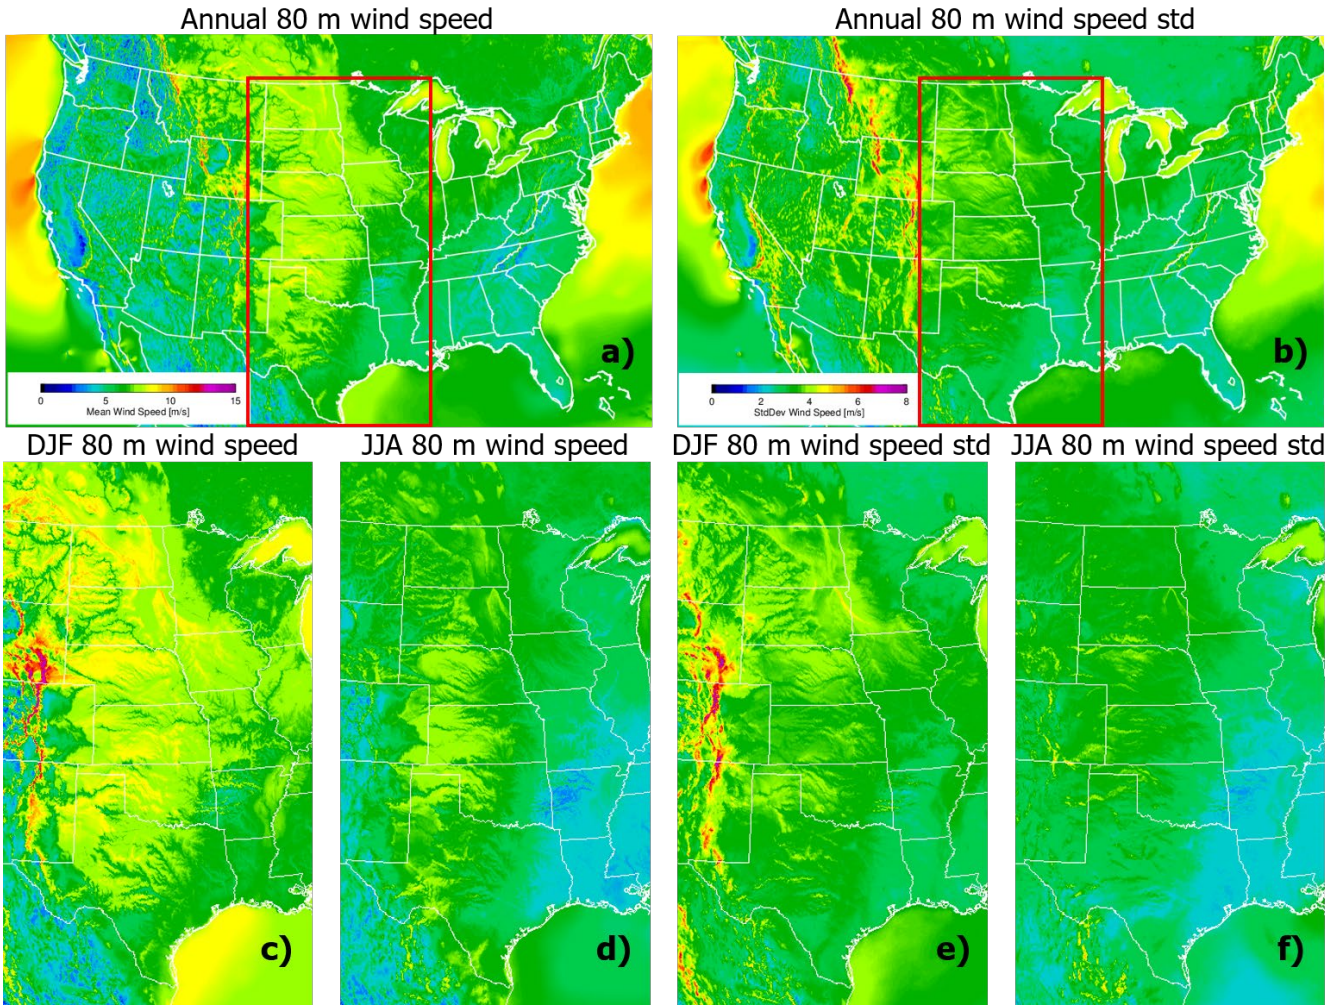 Annual 80 m wind speed
Annual 80 m wind speed std
a)
b)
0 5 10 15
Mean Wind Speed [m/s]
0 2 4 6 8
StdDev Wind Speed [m/s]
DJF 80 m wind speed
JJA 80 m wind speed
DJF 80 m wind speed std
JJA 80 m wind speed std
c)
d)
e)
f)